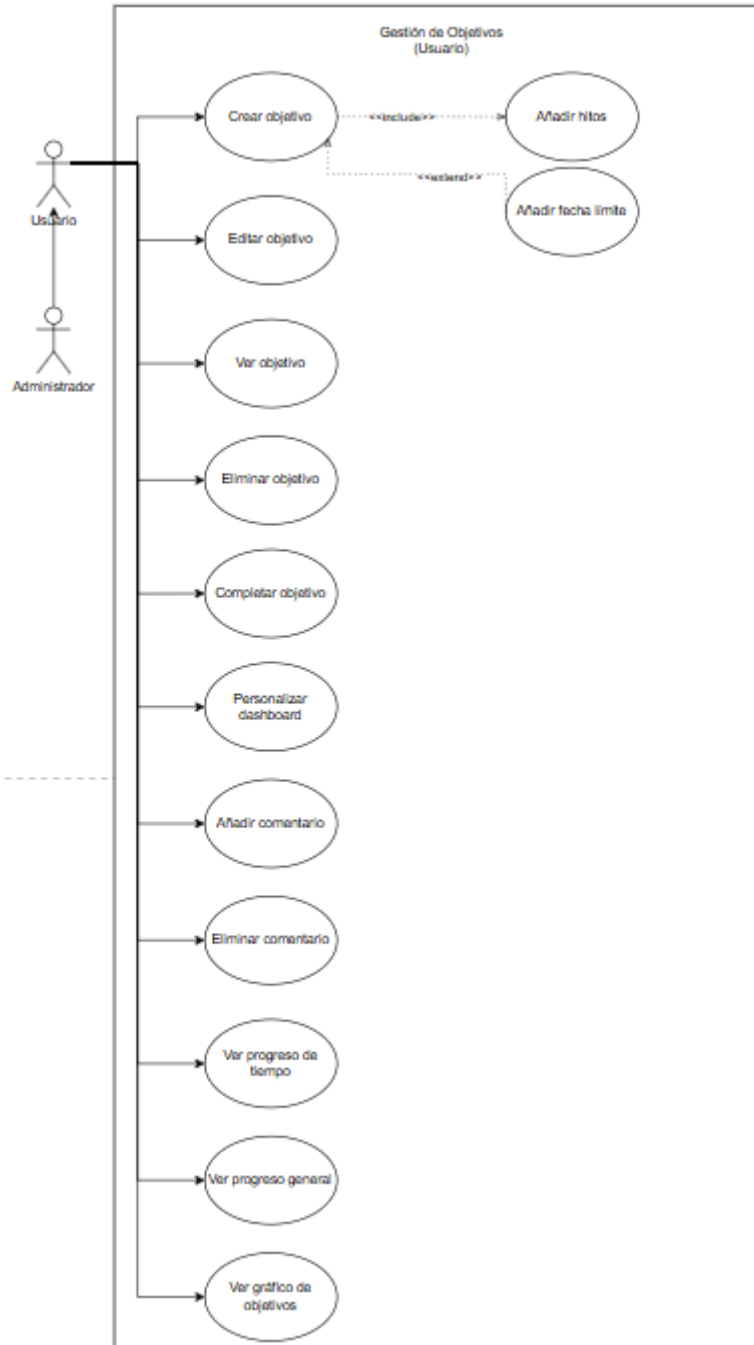 Gestión de Objetivos
(Usuario)
Crear objetivo
<<include>>
Añadir hitos
<<extend>>
Añadir fecha límite
Usuario
Editar objetivo
Administrador
Ver objetivo
Eliminar objetivo
Completar objetivo
Personalizar
dashboard
Añadir comentario
Eliminar comentario
Ver progreso de
tiempo
Ver progreso general
Ver gráfico de
objetivos